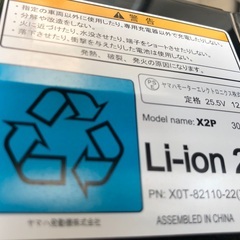 ・指定の車両以外には使用しない
警告
・分解や改造をしない。専用充電器以外で充電しない。
・火に近づけたり、水没させたり、端子をショートさせたりしない。
・落下させたり、衝撃を与えたりした電池は使用しない。
発熱、破裂、発火の原因になります。
ヤマハモーターエレクトロニクス株式
定格 25.5V 12
Model name: X2P 30
Li-ion 2
PN: X0T-82110-22(
ヤマハ発動機株式会社
ASSEMBLED IN CHINA